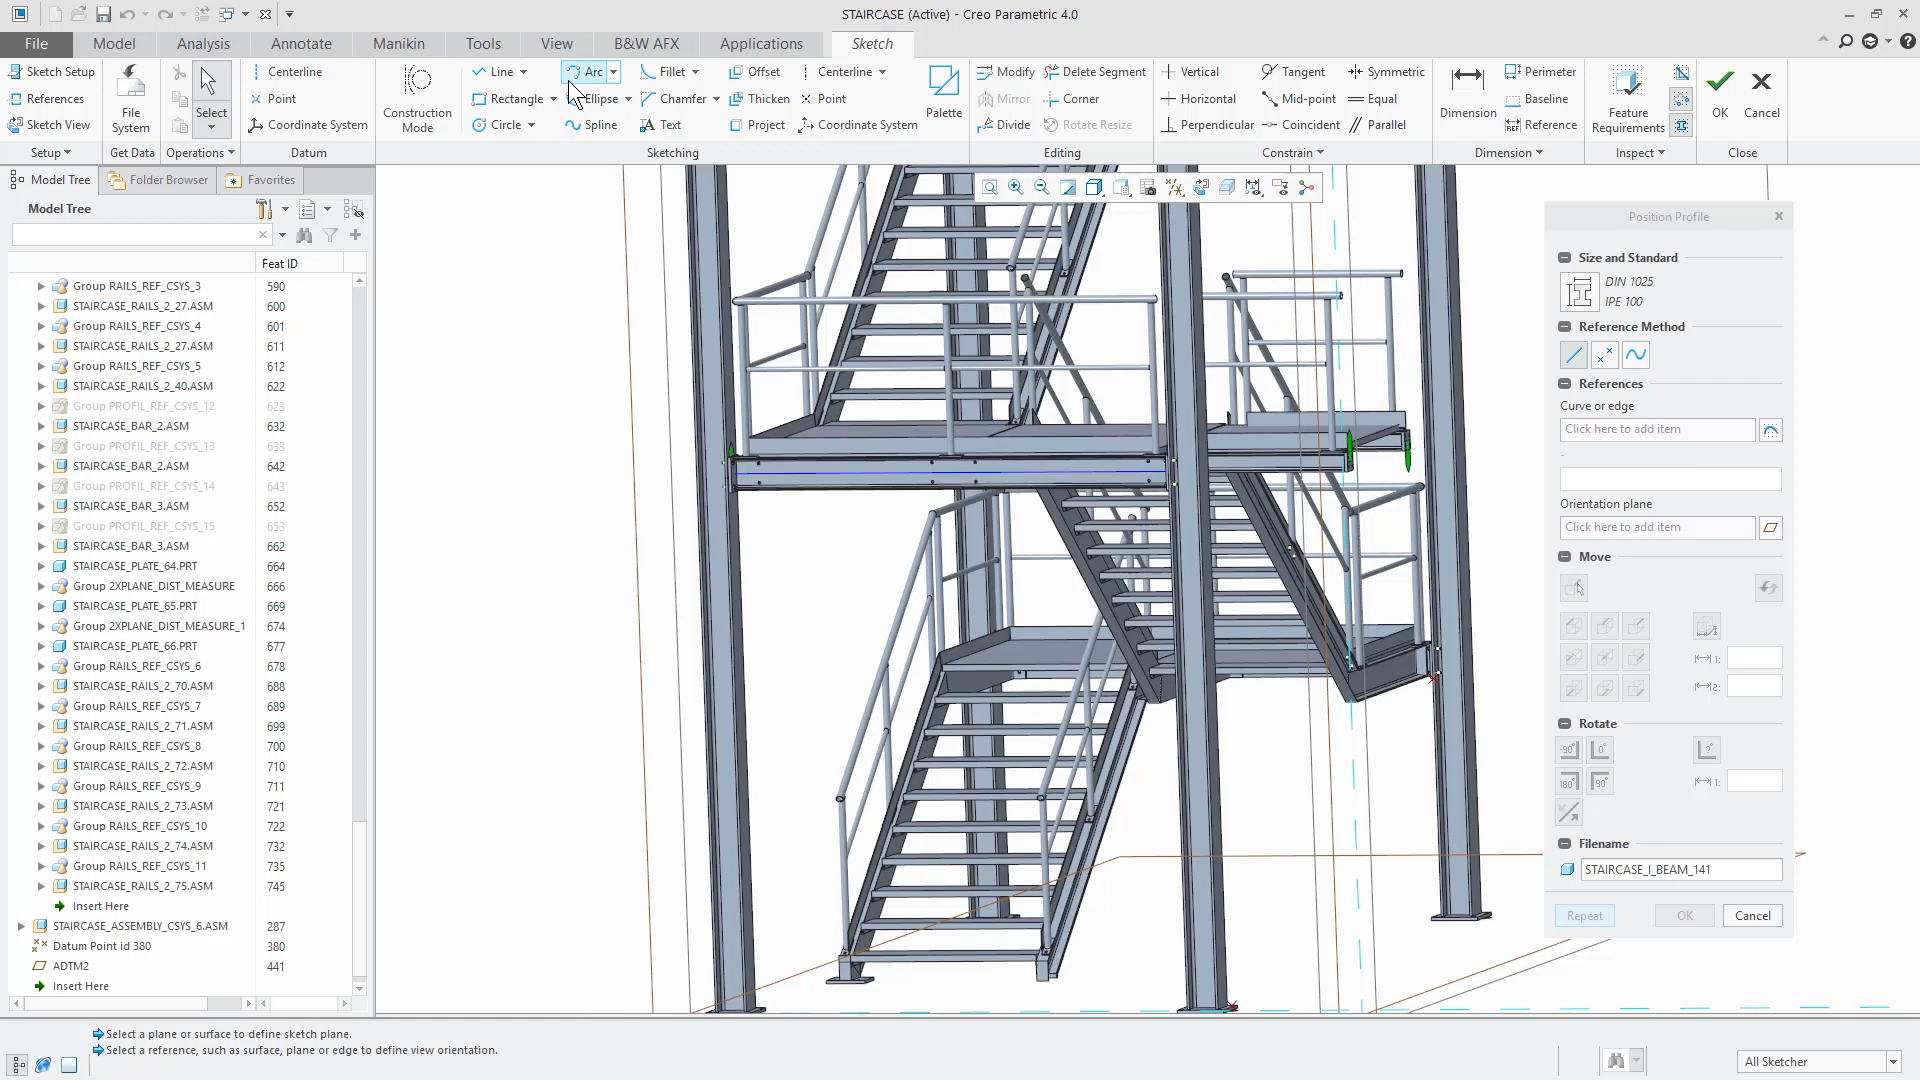 STAIRCASE (Active) - Creo Parametric 4.0
File Model Analysis Annotate Manikin Tools View B&W AFX Applications Sketch
Sketch Setup
References
Sketch View
Setup
File System
Get Data
Select
Operations
Centerline
Point
Coordinate System
Datum
Construction Mode
Line Arc Fillet Offset Centerline
Rectangle Ellipse Chamfer Thicken Point
Circle Spline Text Project Coordinate System
Palette
Sketching
Modify Delete Segment
Mirror Corner
Divide Rotate Resize
Editing
Vertical Tangent Symmetric
Horizontal Mid-point Equal
Perpendicular Coincident Parallel
Constrain
Dimension
Perimeter
Baseline
Reference
Dimension
Feature Requirements
Inspect
OK
Cancel
Close
Model Tree Folder Browser Favorites
Model Tree
Feat ID
Group RAILS_REF_CSYS_3 590
STAIRCASE_RAILS_2_27.ASM 600
Group RAILS_REF_CSYS_4 601
STAIRCASE_RAILS_2_27.ASM 611
Group RAILS_REF_CSYS_5 612
STAIRCASE_RAILS_2_40.ASM 622
Group PROFIL_REF_CSYS_12 623
STAIRCASE_BAR_2.ASM 632
Group PROFIL_REF_CSYS_13 633
STAIRCASE_BAR_2.ASM 642
Group PROFIL_REF_CSYS_14 643
STAIRCASE_BAR_3.ASM 652
Group PROFIL_REF_CSYS_15 653
STAIRCASE_BAR_3.ASM 662
STAIRCASE_PLATE_64.PRT 664
Group 2XPLANE_DIST_MEASURE 666
STAIRCASE_PLATE_65.PRT 669
Group 2XPLANE_DIST_MEASURE_1 674
STAIRCASE_PLATE_66.PRT 677
Group RAILS_REF_CSYS_6 678
STAIRCASE_RAILS_2_70.ASM 688
Group RAILS_REF_CSYS_7 689
STAIRCASE_RAILS_2_71.ASM 699
Group RAILS_REF_CSYS_8 700
STAIRCASE_RAILS_2_72.ASM 710
Group RAILS_REF_CSYS_9 711
STAIRCASE_RAILS_2_73.ASM 721
Group RAILS_REF_CSYS_10 722
STAIRCASE_RAILS_2_74.ASM 732
Group RAILS_REF_CSYS_11 735
STAIRCASE_RAILS_2_75.ASM 745
Insert Here
STAIRCASE_ASSEMBLY_CSYS_6.ASM 287
Datum Point id 380 380
ADTM2 441
Insert Here
Position Profile
Size and Standard
DIN 1025
IPE 100
Reference Method
References
Curve or edge
Click here to add item
-
Orientation plane
Click here to add item
Move
1:
2:
Rotate
-90° 0° ?
180° 90° 1:
Filename
STAIRCASE_I_BEAM_141
Repeat OK Cancel
Select a plane or surface to define sketch plane.
Select a reference, such as surface, plane or edge to define view orientation.
All Sketcher